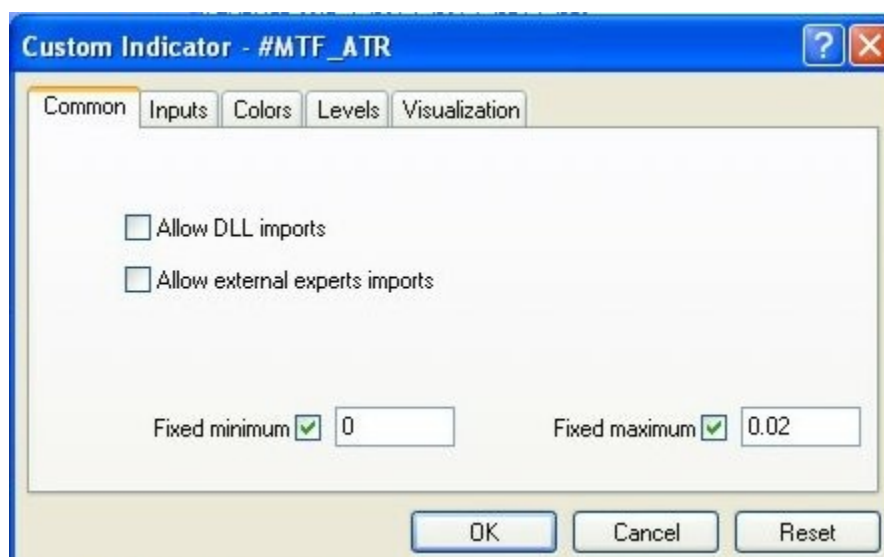 Custom Indicator - #MTF_ATR
Common Inputs Colors Levels Visualization
Allow DLL imports
Allow external experts imports
Fixed minimum 0 Fixed maximum 0.02
OK Cancel Reset